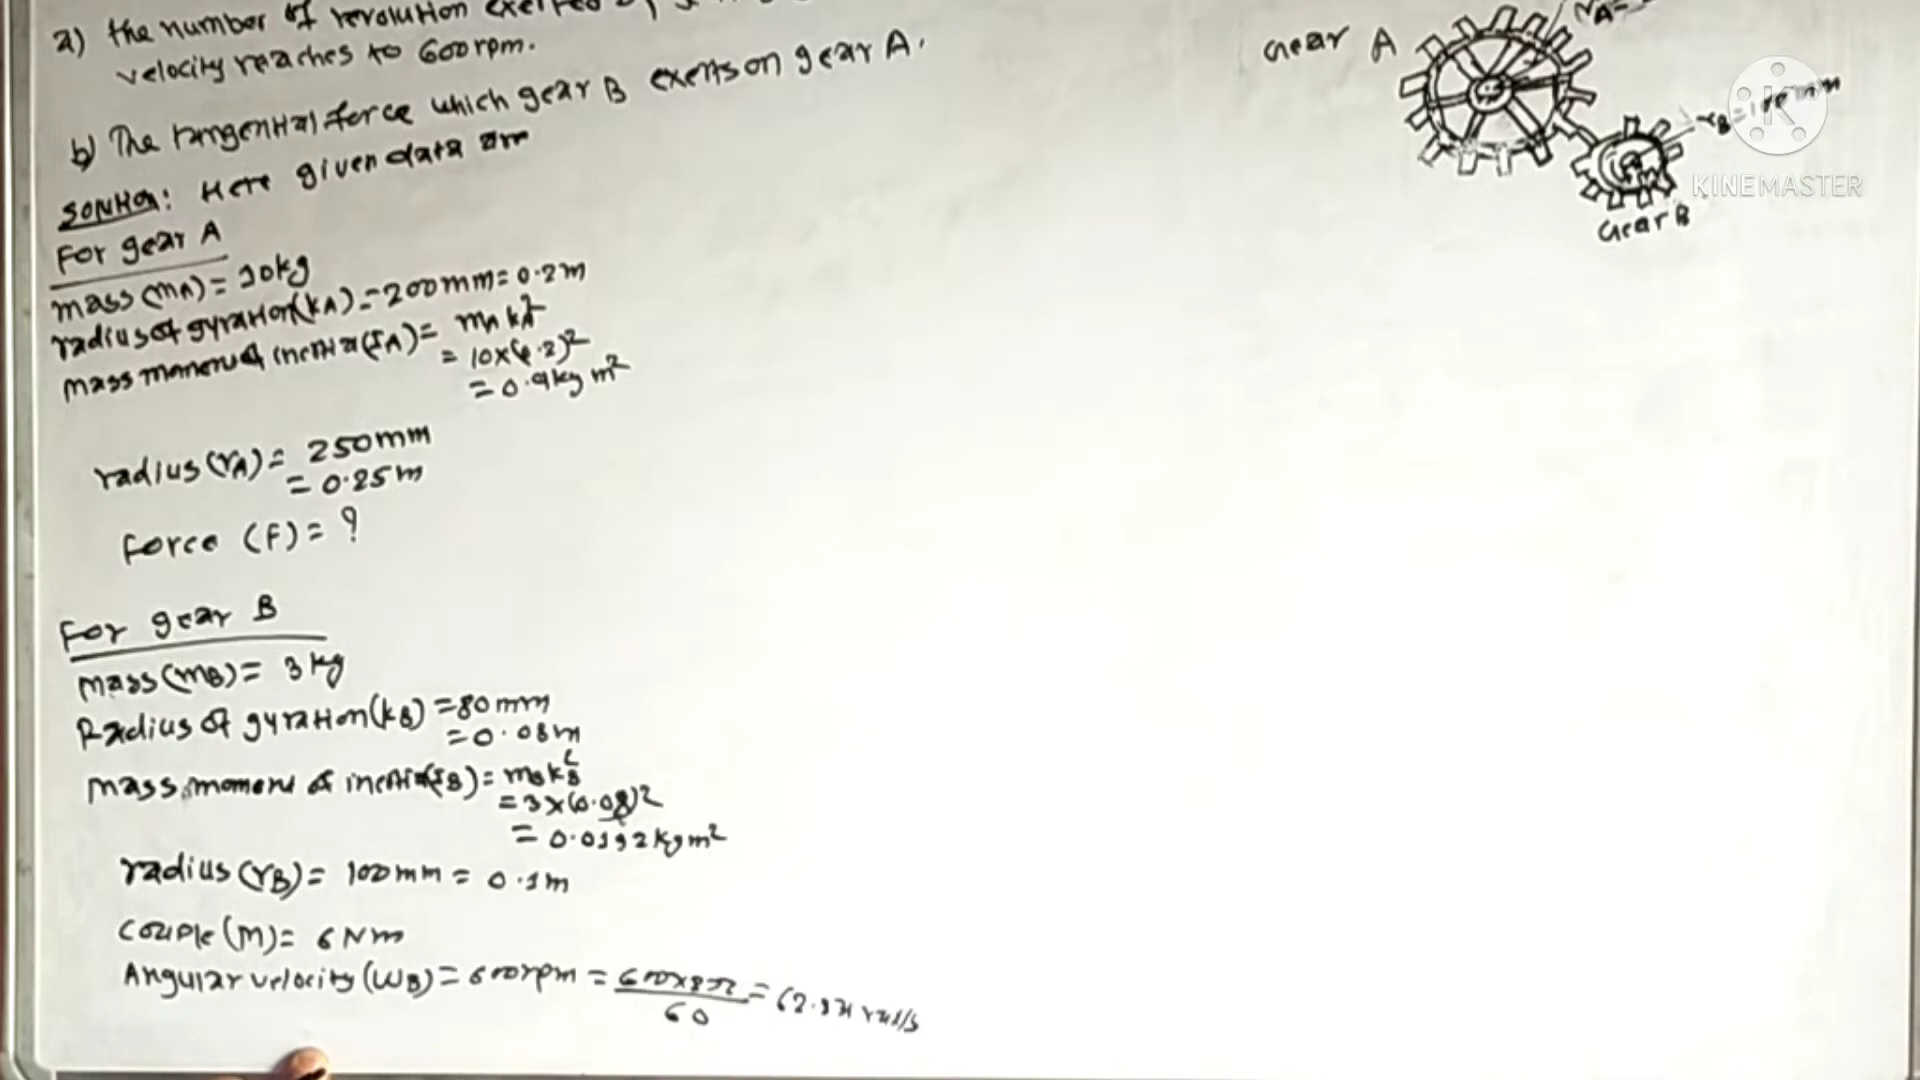 a) the number of revolution
velocity reaches to 600rpm.
b) The tangential force which gear B exerts on gear A.
Solution: Here given data are
For gear A
mass (mA) = 10kg
radius of gyration (kA) = 200mm = 0.2m
mass moment of inertia (IA) = mA kA²
= 10×(0.2)²
= 0.4kg m²
radius (rA) = 250mm
= 0.25m
Force (F) = ?
For gear B
mass (mB) = 3kg
Radius of gyration (kB) = 80mm
= 0.08m
mass moment of inertia (IB) = mB kB²
= 3×(0.08)²
= 0.0192kgm²
radius (rB) = 100mm = 0.1m
couple (M) = 6Nm
Angular velocity (ωB) = 600rpm = 600×2π/60 = 62.831 rad/s
Gear A
rA =
rB = 100mm
Gear B
KINEMASTER